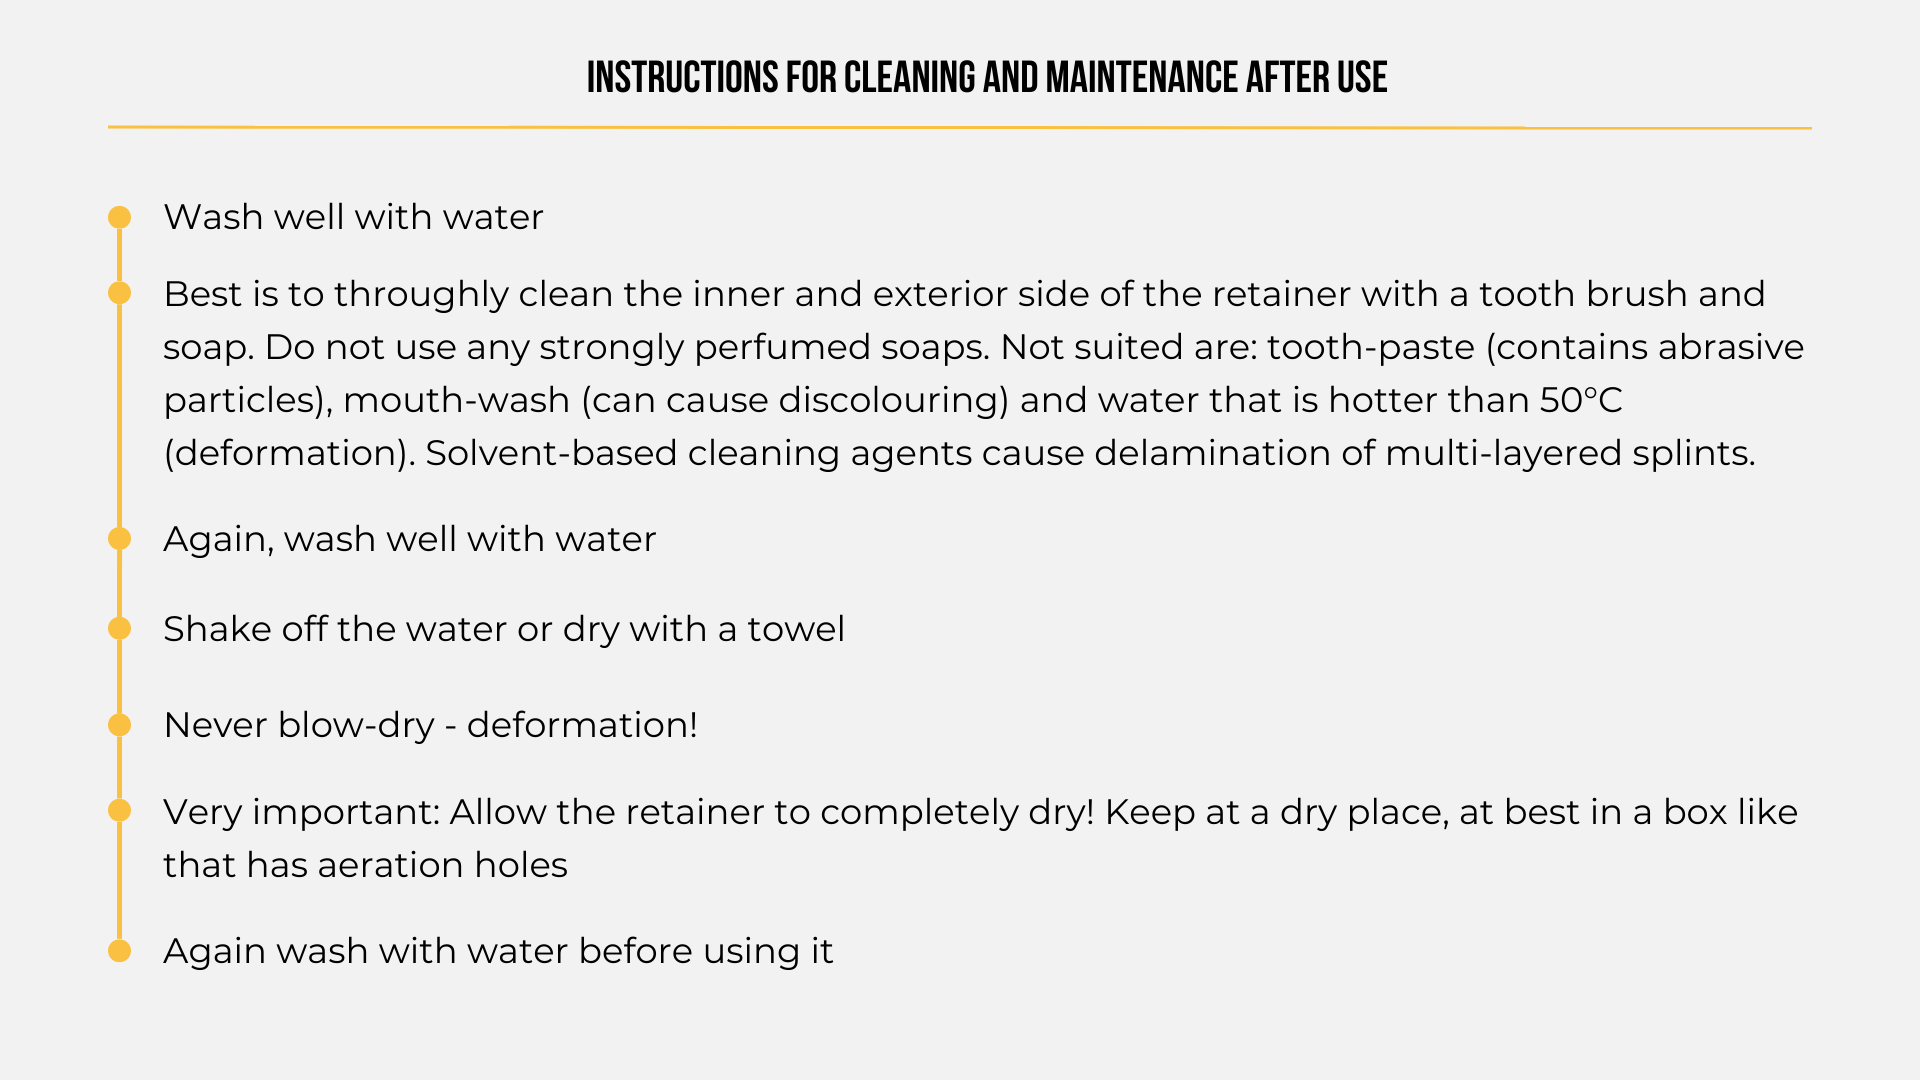 INSTRUCTIONS FOR CLEANING AND MAINTENANCE AFTER USE
Wash well with water
Best is to throughly clean the inner and exterior side of the retainer with a tooth brush and
soap. Do not use any strongly perfumed soaps. Not suited are: tooth-paste (contains abrasive
particles), mouth-wash (can cause discolouring) and water that is hotter than 50°C
(deformation). Solvent-based cleaning agents cause delamination of multi-layered splints.
Again, wash well with water
Shake off the water or dry with a towel
Never blow-dry - deformation!
Very important: Allow the retainer to completely dry! Keep at a dry place, at best in a box like
that has aeration holes
Again wash with water before using it